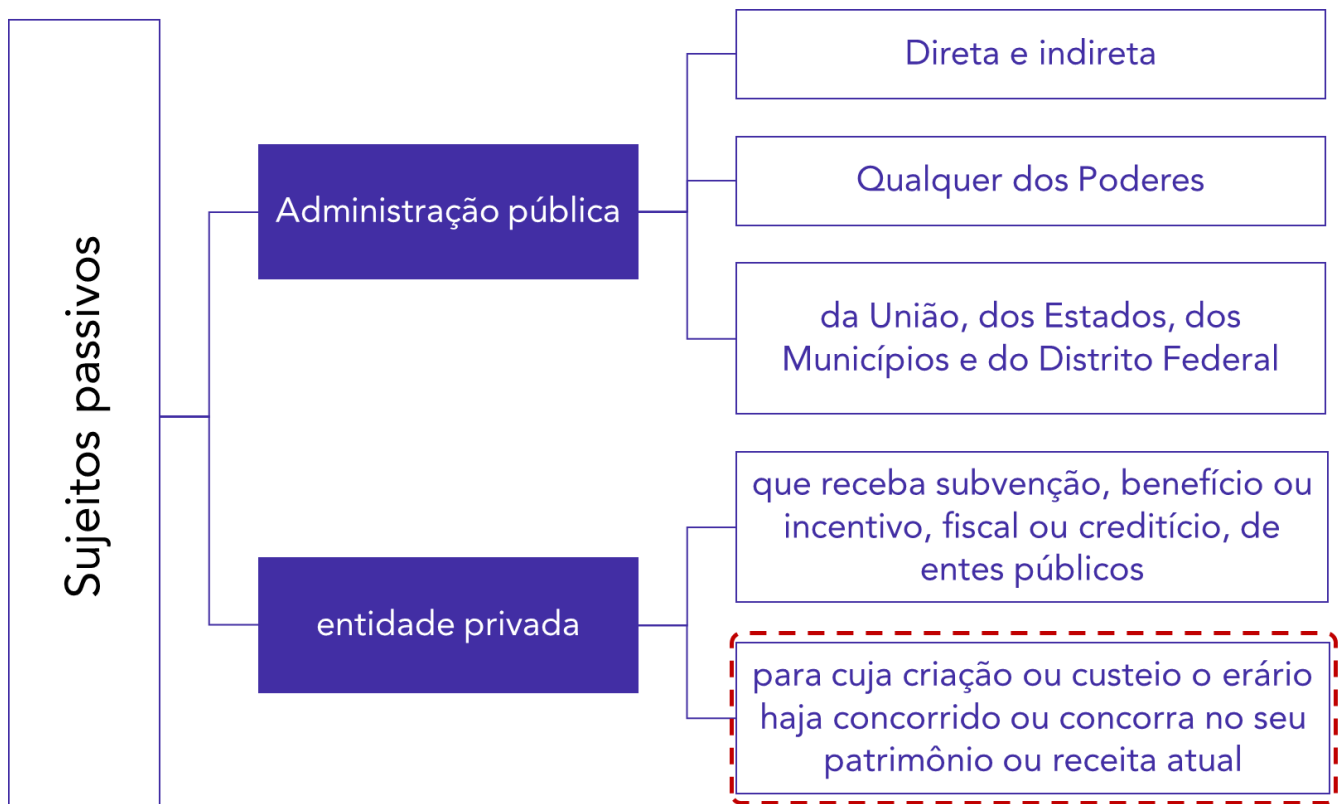 Sujeitos passivos
Administração pública
Direta e indireta
Qualquer dos Poderes
da União, dos Estados, dos
Municípios e do Distrito Federal
entidade privada
que receba subvenção, benefício ou
incentivo, fiscal ou creditício, de
entes públicos
para cuja criação ou custeio o erário
haja concorrido ou concorra no seu
patrimônio ou receita atual